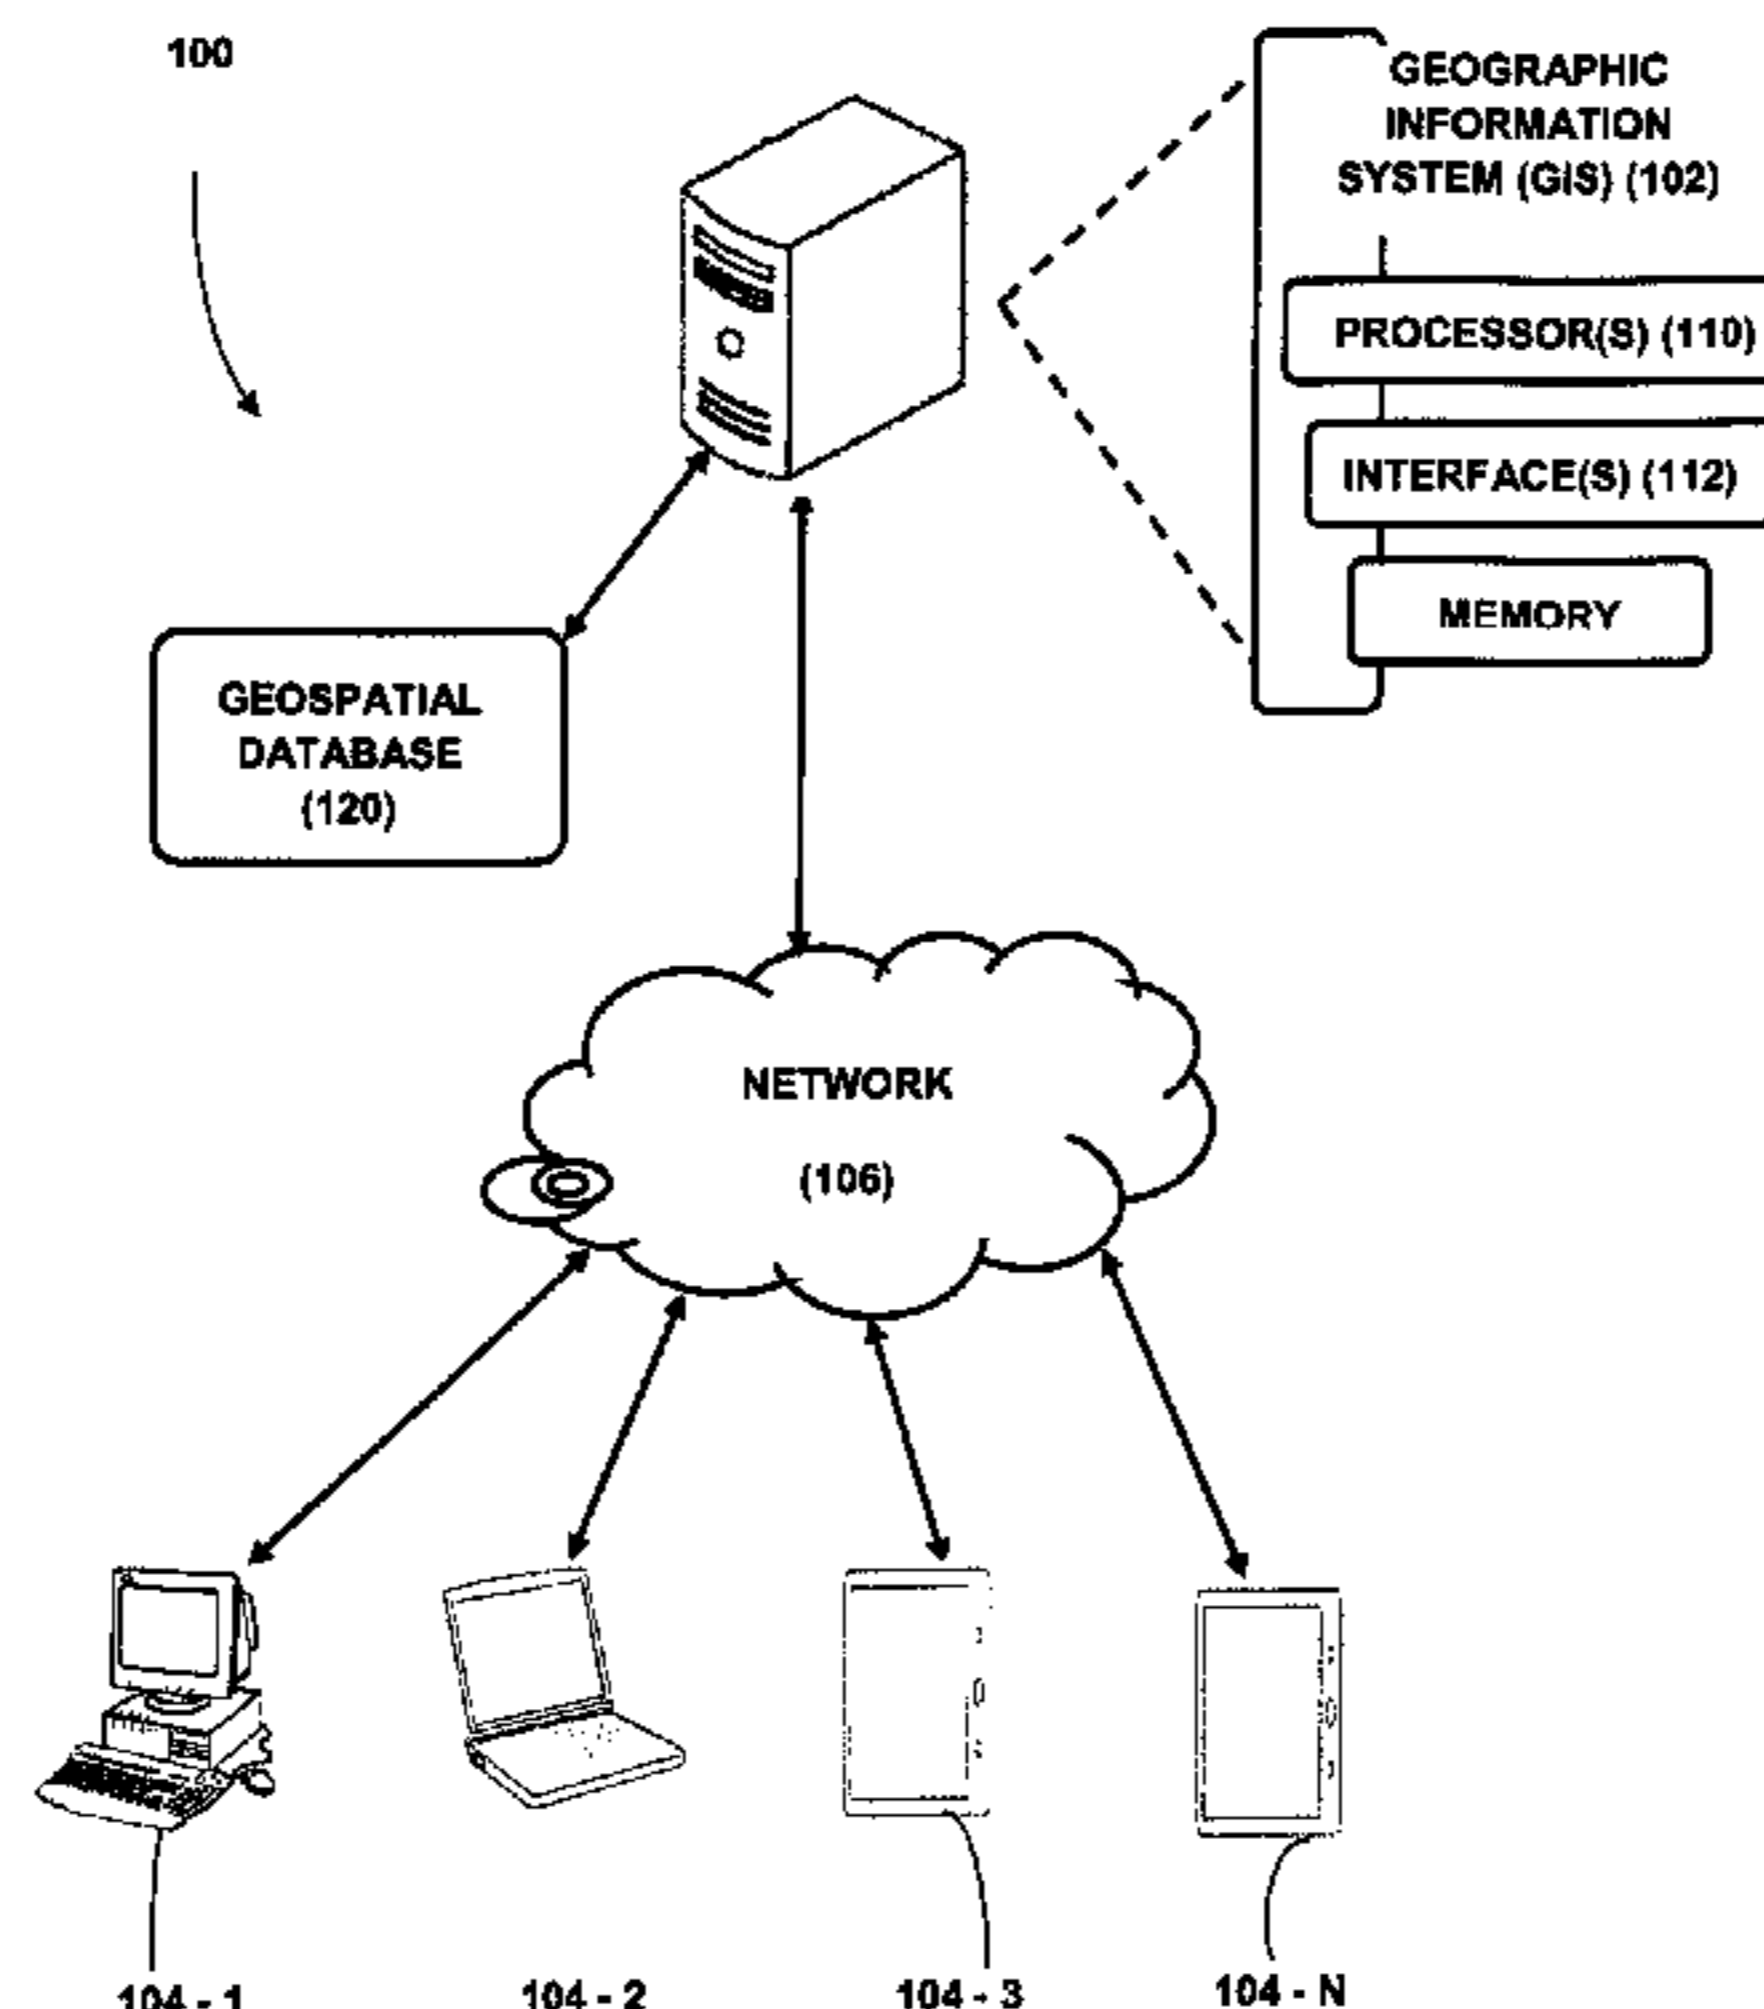 100
GEOGRAPHIC
INFORMATION
SYSTEM (GIS) (102)
PROCESSOR(S) (110)
INTERFACE(S) (112)
MEMORY
GEOSPATIAL
DATABASE
(120)
NETWORK
(106)
104 - 1
104 - 2
104 - 3
104 - N